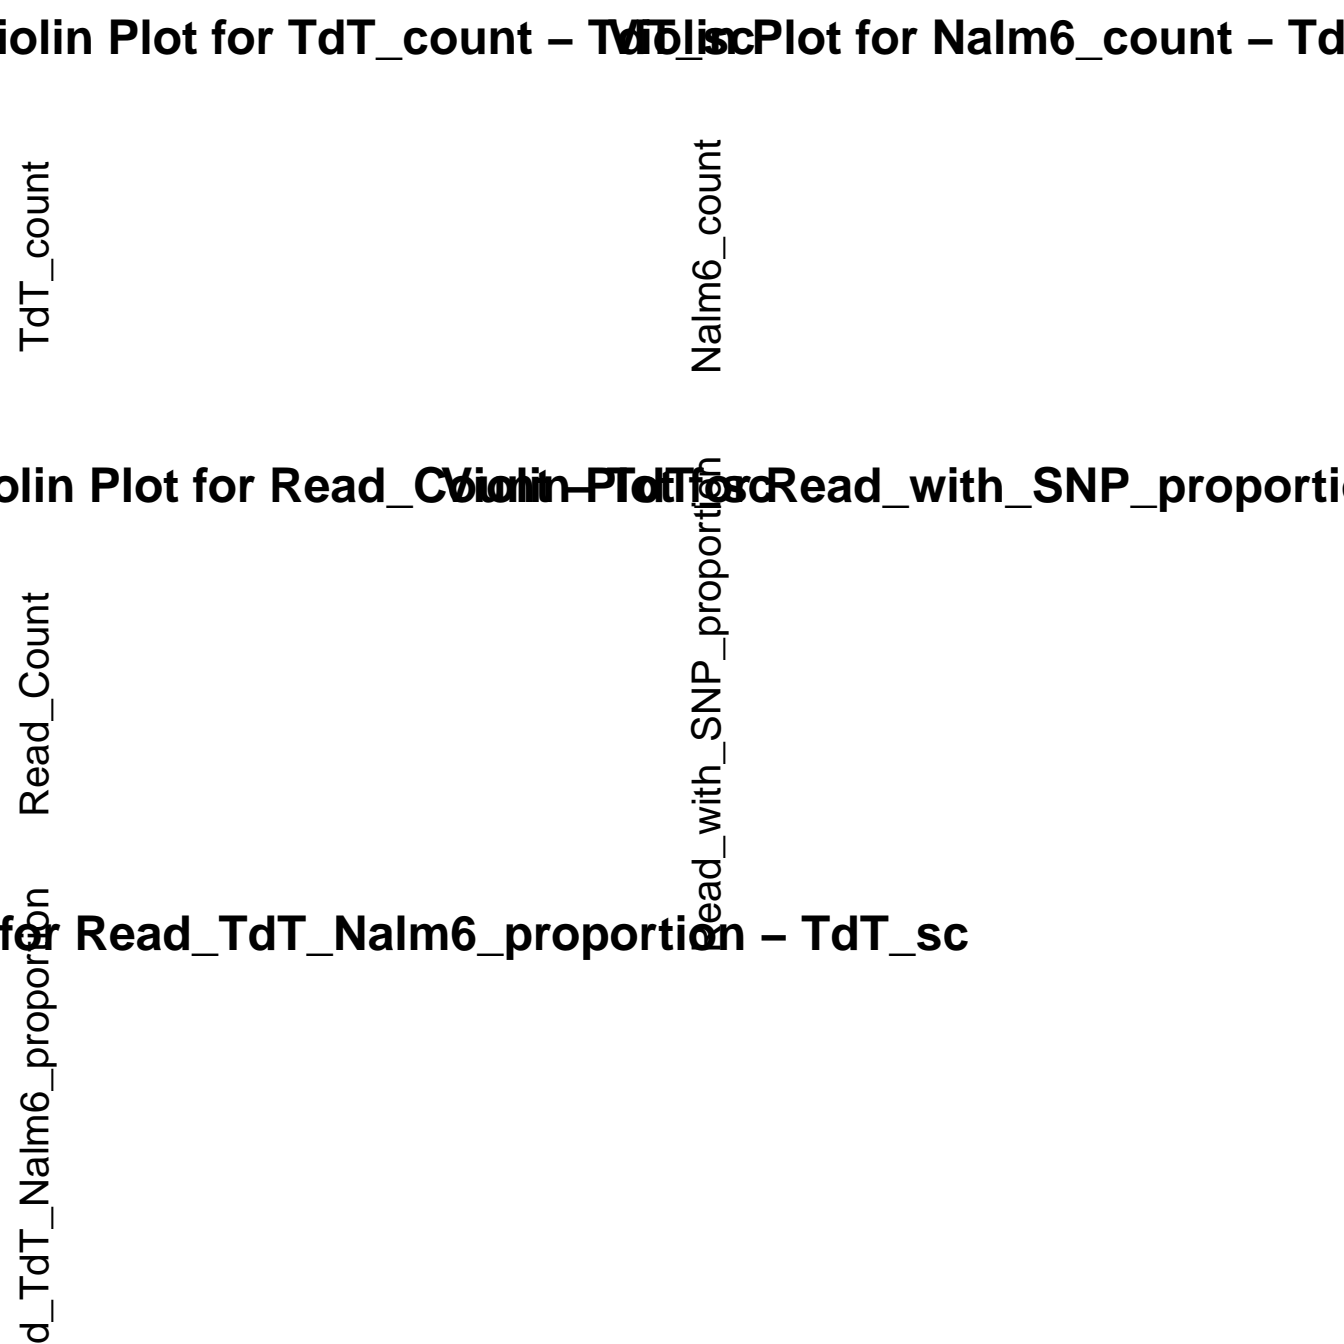 iolin Plot for TdT_count – TdT_sc
Violin Plot for Nalm6_count – Td
TdT_count
Nalm6_count
olin Plot for Read_Count – TdT_sc
Violin Plot for Read_with_SNP_proporti
Read_Count
Read_with_SNP_proportion
for Read_TdT_Nalm6_proportion – TdT_sc
d_TdT_Nalm6_proportion